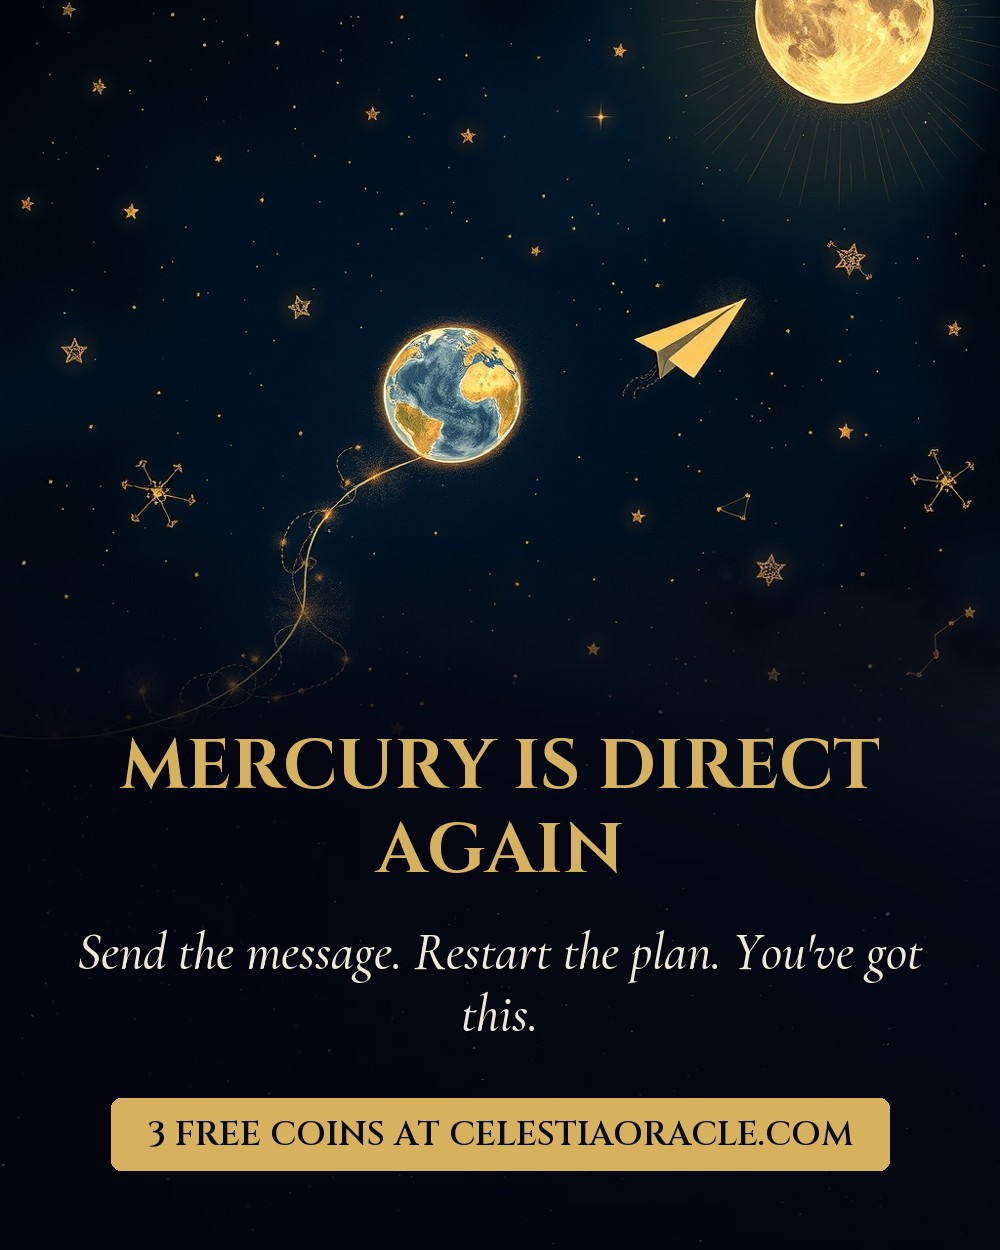 MERCURY IS DIRECT
AGAIN
Send the message. Restart the plan. You've got
this.
3 FREE COINS AT CELESTIAORACLE.COM